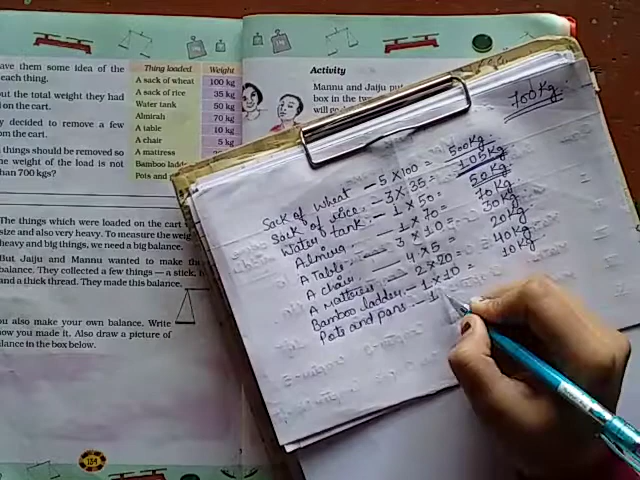 ave them some idea of the
each thing.
out the total weight they had
on the cart.
y decided to remove a few
om the cart.
things should be removed so
he weight of the load is not
han 700 kgs?
Thing loaded Weight
A sack of wheat 100 kg
A sack of rice 35 kg
Water tank 50 kg
Almirah 70 kg
A table 10 kg
A chair 5 kg
A mattress
Bamboo ladde
Pots and
The things which were loaded on the cart
size and also very heavy. To measure the weig
heavy and big things, we need a big balance.
But Jaiju and Mannu wanted to make th
balance. They collected a few things – a stick,
and a thick thread. They made this balance.
ou also make your own balance. Write
how you made it. Also draw a picture of
alance in the box below.
134
Activity
Mannu and Jaiju put
box in the tw
will go
700 Kg
Sack of wheat — 5 × 100 = 500 Kg.
Sack of rice. — 3 × 35 = 105 Kg
Water tank. — 1 × 50 = 50 Kg
Almira — 1 × 70 = 70 Kg.
A Table — 3 × 10 = 30 Kg
A chair — 4 × 5 = 20 Kg
A mattress — 2 × 20 = 40 Kg
Bamboo ladder — 1 × 10 = 10 Kg
Pots and pans. — 1